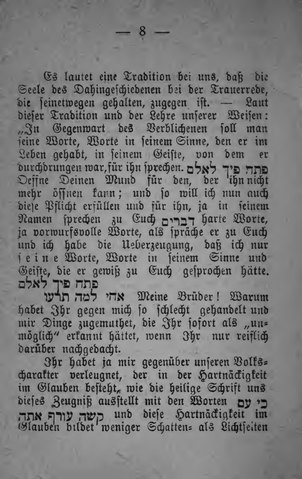 — 8 —
Es lautet eine Tradition bei uns, daß die
Seele des Dahingeschiedenen bei der Trauerrede,
die seinetwegen gehalten, zugegen ist. — Laut
dieser Tradition und der Lehre unserer Weisen:
„In Gegenwart des Verblichenen soll man
seine Worte, Worte in seinem Sinne, den er im
Leben gehabt, in seinem Geiste, von dem er
durchdrungen war, für ihn sprechen. פתח פיך לאלם
Oeffne Deinen Mund für den, der ihn nicht
mehr öffnen kann; und so will ich nun auch
diese Pflicht erfüllen und für ihn, ja in seinem
Namen sprechen zu Euch דברים harte Worte,
ja vorwurfsvolle Worte, als spräche er zu Euch
und ich habe die Ueberzeugung, daß ich nur
seine Worte, Worte in seinem Sinne und
Geiste, die er gewiß zu Euch gesprochen hätte.
פתח פיך לאלם
אחי למה תרעו Meine Brüder! Warum
habet Ihr gegen mich so schlecht gehandelt und
mir Dinge zugemuthet, die Ihr sofort als „un-
möglich" erkannt hättet, wenn Ihr nur reiflich
darüber nachgedacht.
Ihr habet ja mir gegenüber unseren Volks-
charakter verleugnet, der in der Hartnäckigkeit
im Glauben besteht, wie die heilige Schrift uns
dieses Zeugniß ausstellt mit den Worten כי עם
קשה עורף אתה und diese Hartnäckigkeit im
Glauben bildet weniger Schatten- als Lichtseiten